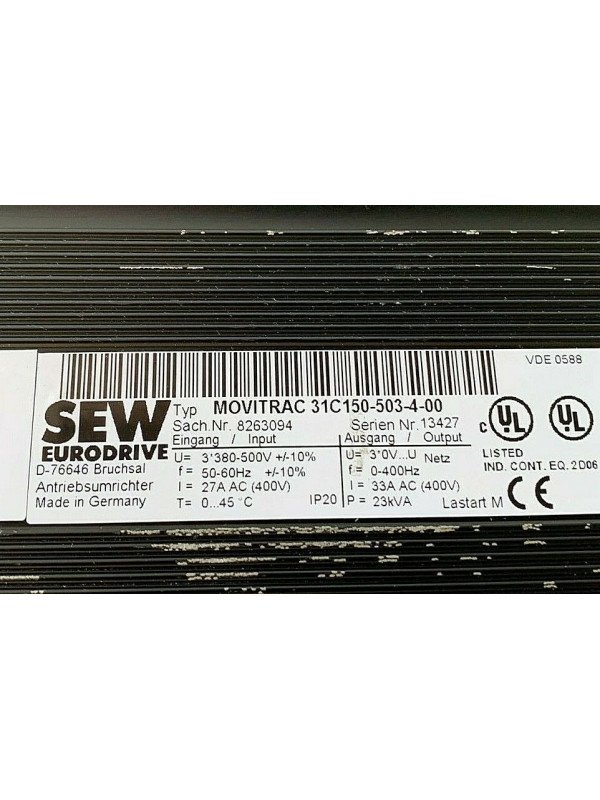 VDE 0588
SEW
EURODRIVE
D-76646 Bruchsal
Antriebsumrichter
Made in Germany
Typ MOVITRAC 31C150-503-4-00
Sach.Nr. 8263094 Serien Nr. 13427
Eingang / Input
U= 3*380-500V +/-10%
f = 50-60Hz +/-10%
I = 27A AC (400V)
T= 0...45 °C IP20
Ausgang / Output
U= 3*0V...U Netz
f = 0-400Hz
I = 33A AC (400V)
P = 23kVA Lastart M
c UL UL
LISTED
IND. CONT. EQ. 2D06
CE